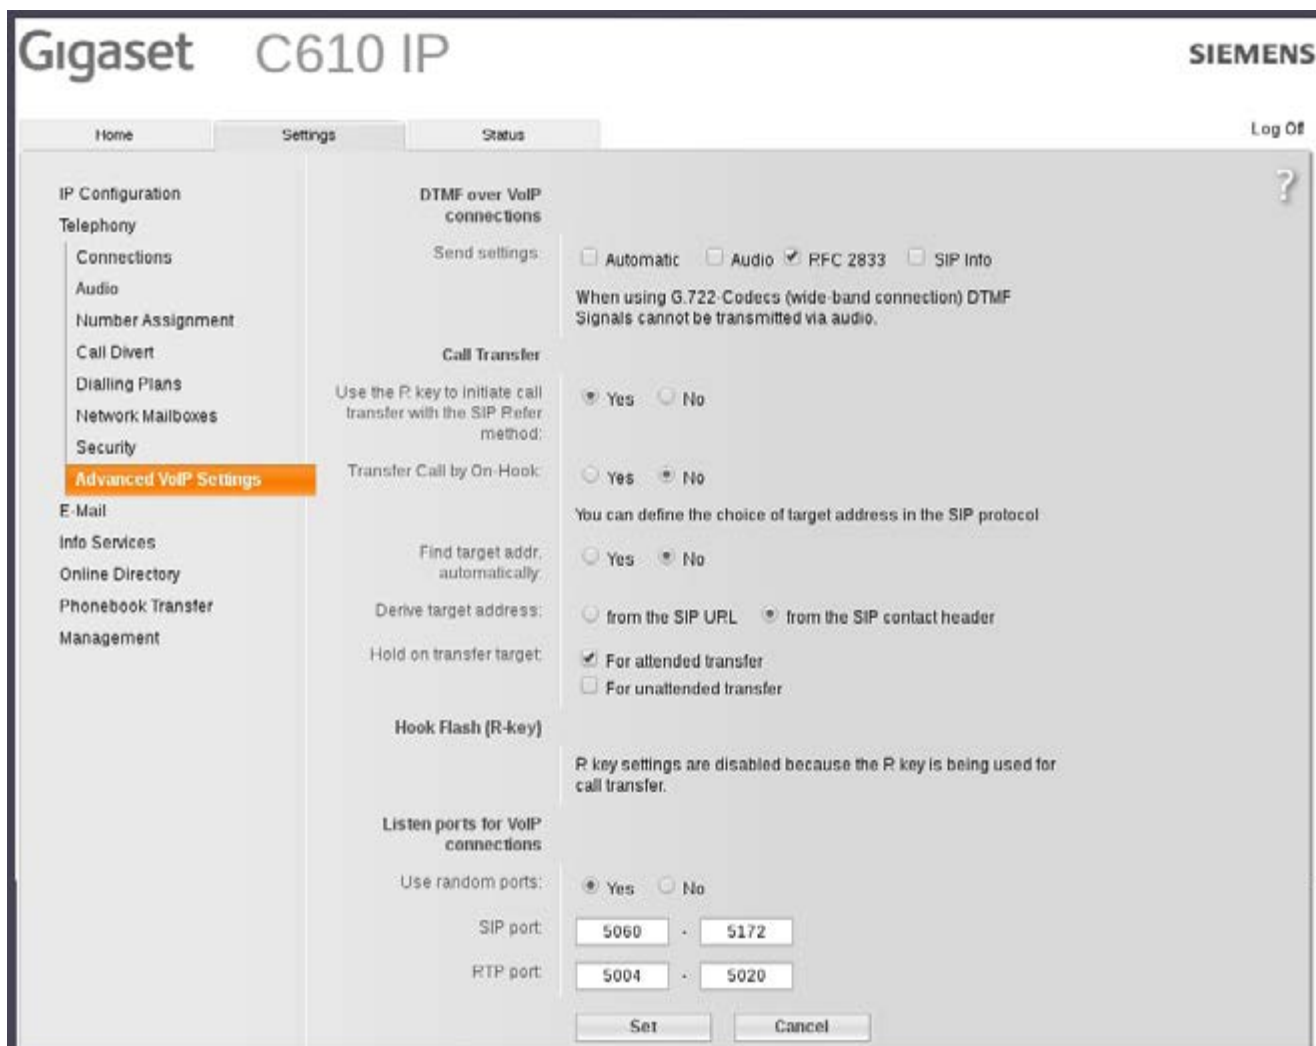 Gigaset C610 IP
SIEMENS
Home Settings Status
Log Off
?
IP Configuration
Telephony
Connections
Audio
Number Assignment
Call Divert
Dialling Plans
Network Mailboxes
Security
Advanced VoIP Settings
E-Mail
Info Services
Online Directory
Phonebook Transfer
Management
DTMF over VoIP
connections
Send settings:
Automatic Audio RFC 2833 SIP Info
When using G.722-Codecs (wide-band connection) DTMF
Signals cannot be transmitted via audio.
Call Transfer
Use the R key to initiate call
transfer with the SIP Refer
method:
Yes No
Transfer Call by On-Hook:
Yes No
You can define the choice of target address in the SIP protocol
Find target addr.
automatically:
Yes No
Derive target address:
from the SIP URL from the SIP contact header
Hold on transfer target:
For attended transfer
For unattended transfer
Hook Flash (R-key)
R key settings are disabled because the R key is being used for
call transfer.
Listen ports for VoIP
connections
Use random ports:
Yes No
SIP port:
5060 - 5172
RTP port:
5004 - 5020
Set Cancel